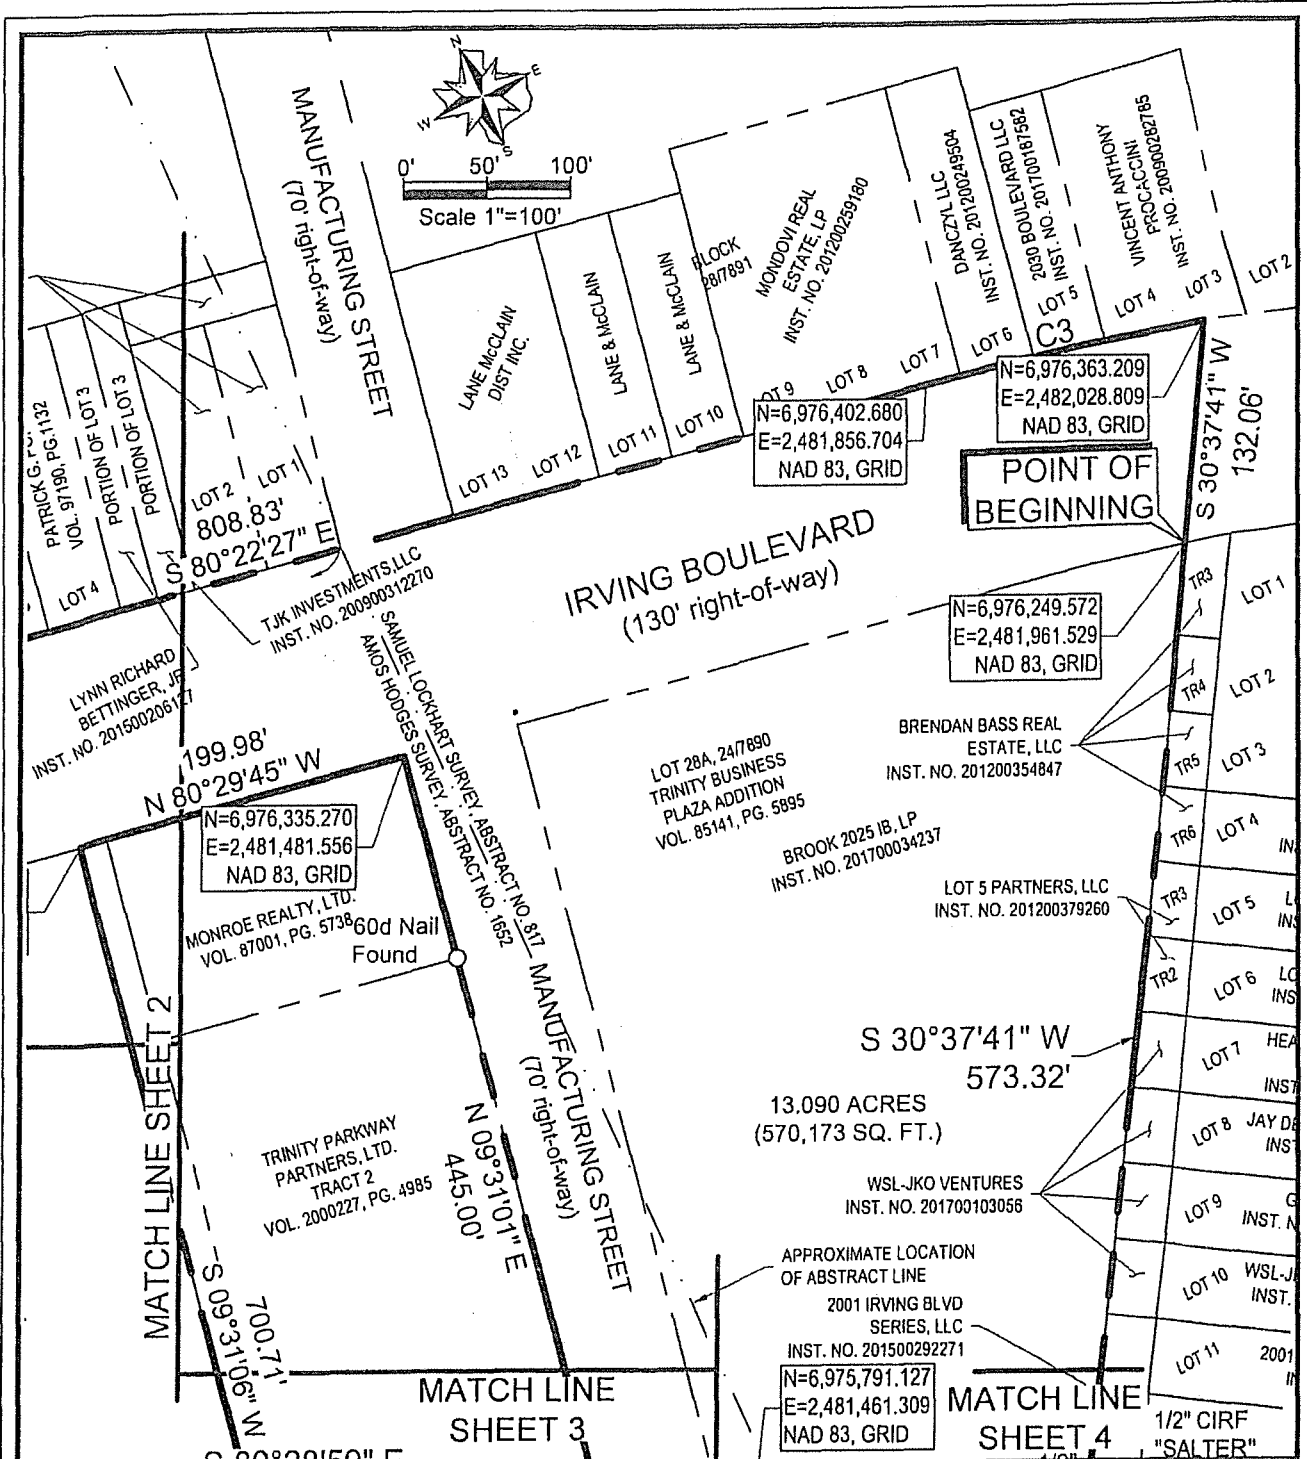 N
E
W
S
0' 50' 100'
Scale 1"=100'
MANUFACTURING STREET
(70' right-of-way)
LANE McCLAIN
DIST INC.
LANE & McCLAIN
LANE & McCLAIN
BLOCK
28/7891
MONDOVI REAL
ESTATE, LP
INST. NO. 201200259180
DANCZYL LLC
INST. NO. 201200249504
2030 BOULEVARD LLC
INST. NO. 201700187582
VINCENT ANTHONY
PROCACCINI
INST. NO. 200900282785
LOT 13
LOT 12
LOT 11
LOT 10
LOT 9
LOT 8
LOT 7
LOT 6
LOT 5
LOT 4
LOT 3
LOT 2
C3
N=6,976,363.209
E=2,482,028.809
NAD 83, GRID
N=6,976,402.680
E=2,481,856.704
NAD 83, GRID
S 30°37'41" W
132.06'
POINT OF
BEGINNING
PATRICK G.
VOL. 97190, PG.1132
PORTION OF LOT 3
PORTION OF LOT 3
LOT 4
LOT 2
LOT 1
808.83'
S 80°22'27" E
TJK INVESTMENTS,LLC
INST. NO. 200900312270
LYNN RICHARD
BETTINGER, JR
INST. NO. 201500206127
IRVING BOULEVARD
(130' right-of-way)
N=6,976,249.572
E=2,481,961.529
NAD 83, GRID
SAMUEL LOCKHART SURVEY, ABSTRACT NO. 817
AMOS HODGES SURVEY, ABSTRACT NO. 1652
199.98'
N 80°29'45" W
N=6,976,335.270
E=2,481,481.556
NAD 83, GRID
MONROE REALTY, LTD.
VOL. 87001, PG. 5738
60d Nail
Found
LOT 28A, 24/7890
TRINITY BUSINESS
PLAZA ADDITION
VOL. 85141, PG. 5895
BROOK 2025 IB, LP
INST. NO. 201700034237
BRENDAN BASS REAL
ESTATE, LLC
INST. NO. 201200354847
LOT 5 PARTNERS, LLC
INST. NO. 201200379260
TR3
TR4
TR5
TR6
TR3
TR2
LOT 1
LOT 2
LOT 3
LOT 4
LOT 5
LOT 6
LOT 7
LOT 8
JAY
INST
LOT 9
INST.
LOT 10
WSL-J
INST.
LOT 11
2001
S 30°37'41" W
573.32'
13.090 ACRES
(570,173 SQ. FT.)
WSL-JKO VENTURES
INST. NO. 201700103056
MANUFACTURING STREET
(70' right-of-way)
TRINITY PARKWAY
PARTNERS, LTD.
TRACT 2
VOL. 2000227, PG. 4985
N 09°31'01" E
445.00'
MATCH LINE SHEET 2
700.71'
S 09°31'06" W
APPROXIMATE LOCATION
OF ABSTRACT LINE
2001 IRVING BLVD
SERIES, LLC
INST. NO. 201500292271
N=6,975,791.127
E=2,481,461.309
NAD 83, GRID
MATCH LINE
SHEET 3
MATCH LINE
SHEET 4
1/2" CIRF
"SALTER"